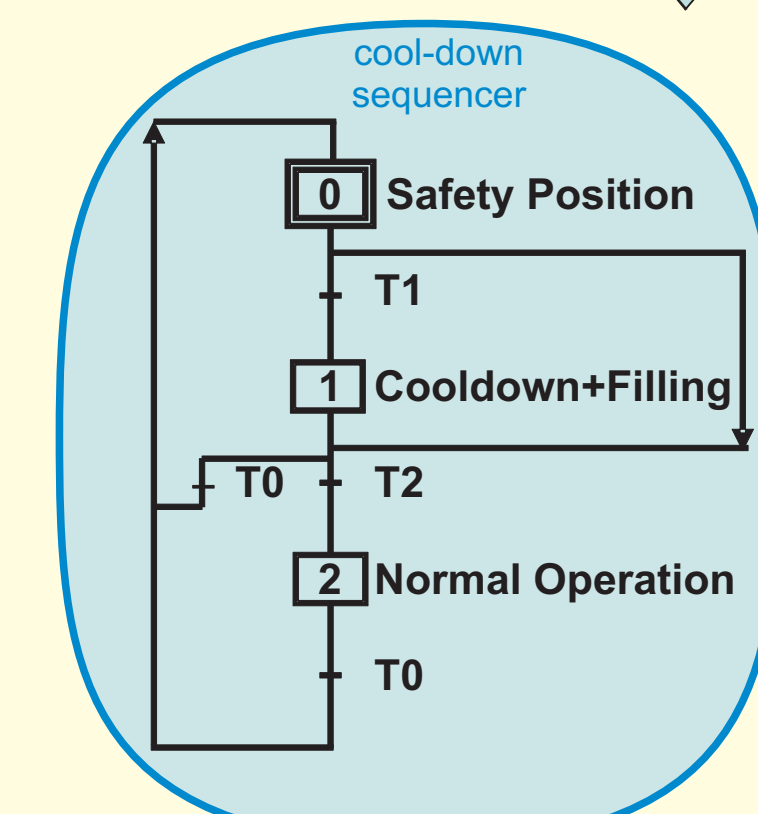 cool-down
sequencer
0 Safety Position
T1
1 Cooldown+Filling
T0 T2
2 Normal Operation
T0